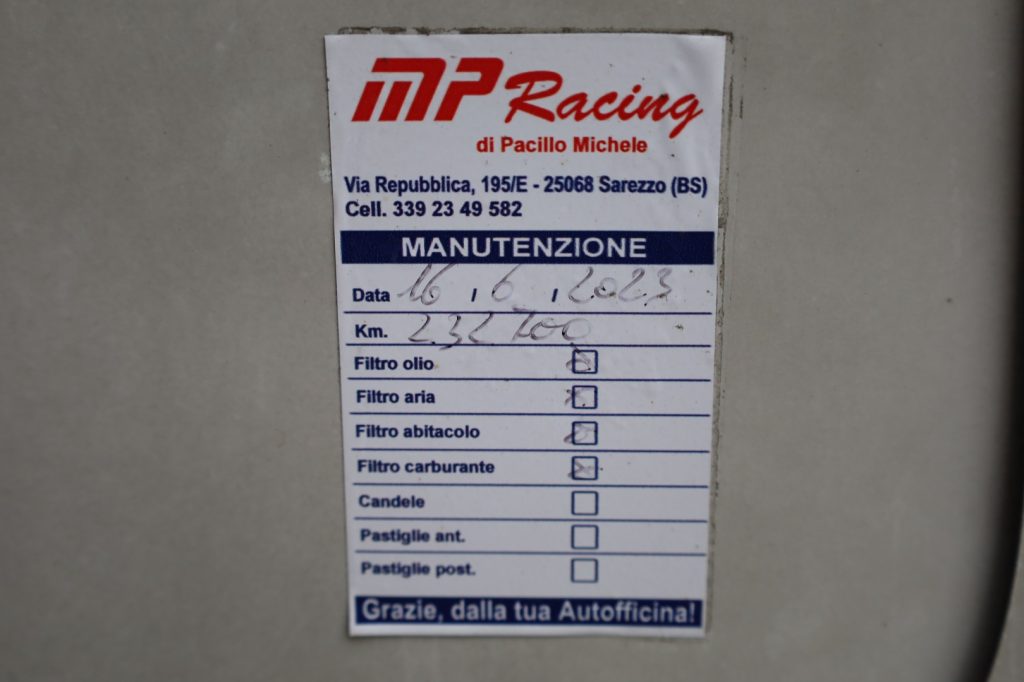 MP Racing
di Pacillo Michele
Via Repubblica, 195/E - 25068 Sarezzo (BS)
Cell. 339 23 49 582
MANUTENZIONE
Data 16 / 6 / 2023
Km. 232700
Filtro olio
Filtro aria
Filtro abitacolo
Filtro carburante
Candele
Pastiglie ant.
Pastiglie post.
Grazie, dalla tua Autofficina!